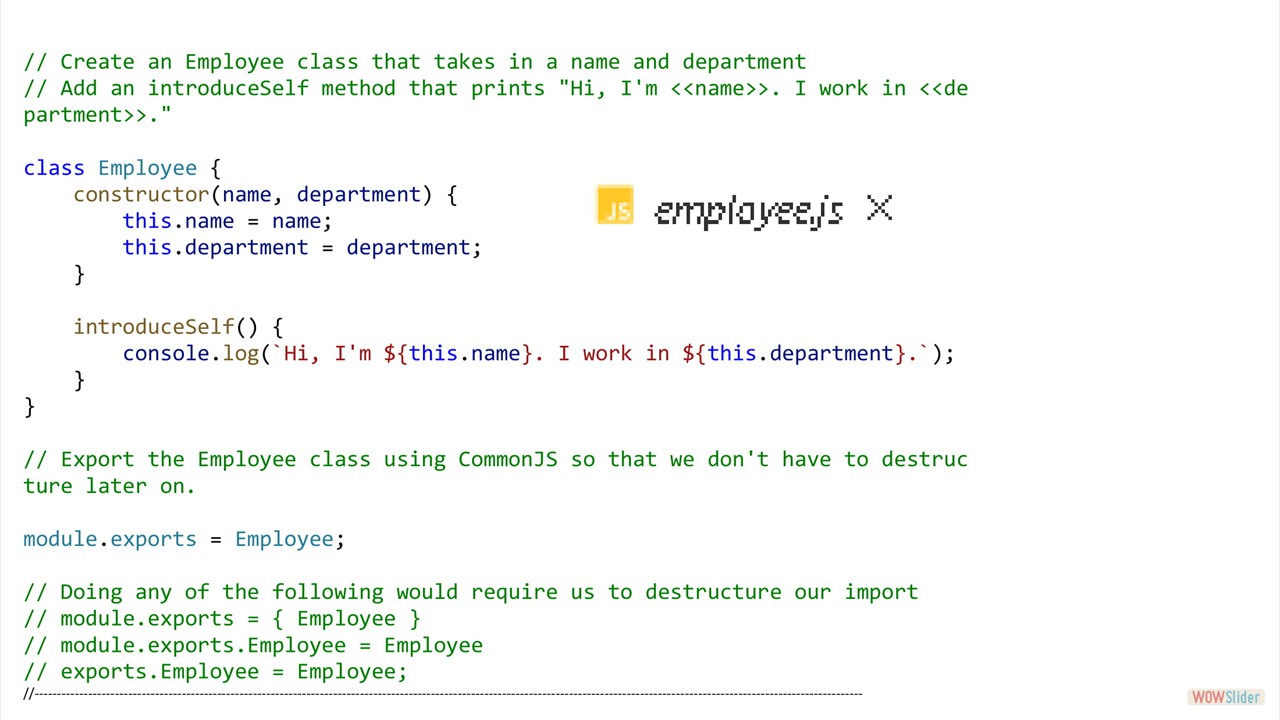 // Create an Employee class that takes in a name and department
// Add an introduceSelf method that prints "Hi, I'm <<name>>. I work in <<de
partment>>."
class Employee {
    constructor(name, department) {
JS employee.js ×
        this.name = name;
        this.department = department;
    }
    introduceSelf() {
        console.log(`Hi, I'm ${this.name}. I work in ${this.department}.`);
    }
}
// Export the Employee class using CommonJS so that we don't have to destruc
ture later on.
module.exports = Employee;
// Doing any of the following would require us to destructure our import
// module.exports = { Employee }
// module.exports.Employee = Employee
// exports.Employee = Employee;
//------------------------------------------------------------------------------------------------------------------------------------------------------
WOWSlider